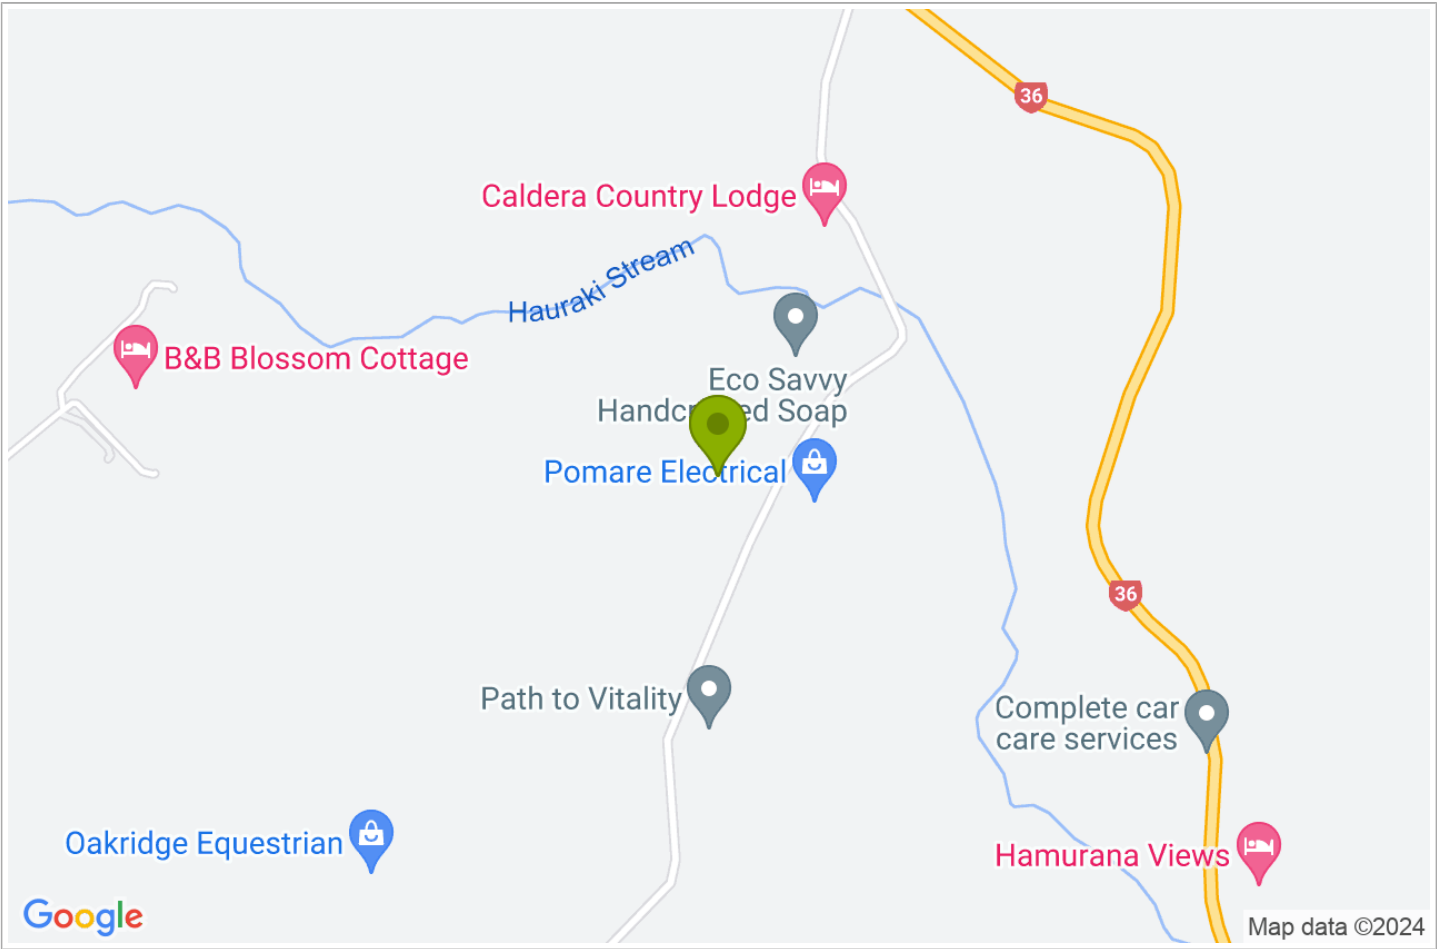 36
Caldera Country Lodge
Hauraki Stream
B&B Blossom Cottage
Eco Savvy
Soap
Pomare Electrical
36
Path to Vitality
Complete car
care services
Oakridge Equestrian
Hamurana Views
Google
Map data ©2024